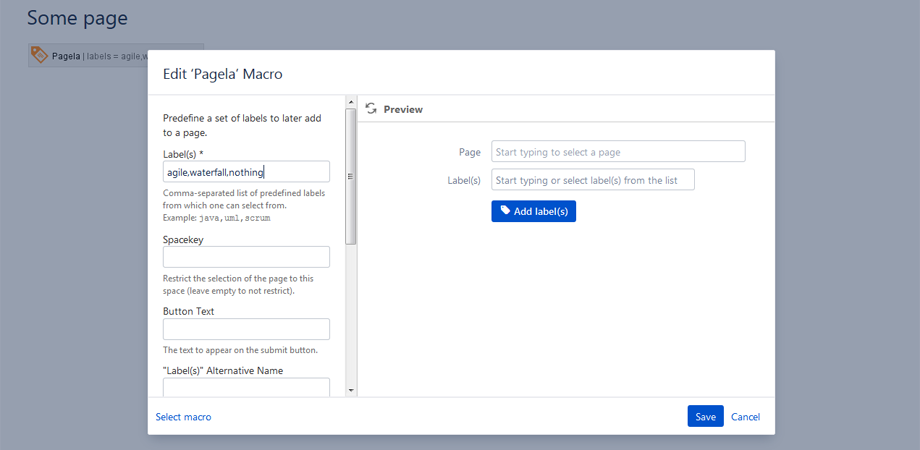 Some page
Pagela | labels = agile,w
Edit 'Pagela' Macro
Predefine a set of labels to later add
to a page.
Label(s) *
agile,waterfall,nothing
Comma-separated list of predefined labels
from which one can select from.
Example: java,uml,scrum
Spacekey
Restrict the selection of the page to this
space (leave empty to not restrict).
Button Text
The text to appear on the submit button.
"Label(s)" Alternative Name
Preview
Page
Start typing to select a page
Label(s)
Start typing or select label(s) from the list
Add label(s)
Select macro
Save
Cancel